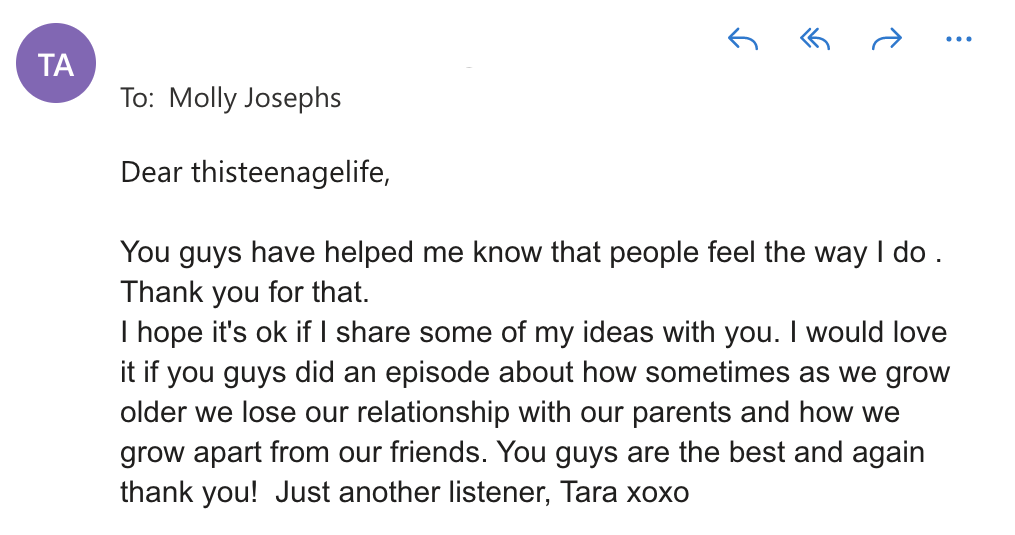 TA
To:  Molly Josephs
Dear thisteenagelife,
You guys have helped me know that people feel the way I do .
Thank you for that.
I hope it's ok if I share some of my ideas with you. I would love
it if you guys did an episode about how sometimes as we grow
older we lose our relationship with our parents and how we
grow apart from our friends. You guys are the best and again
thank you!  Just another listener, Tara xoxo